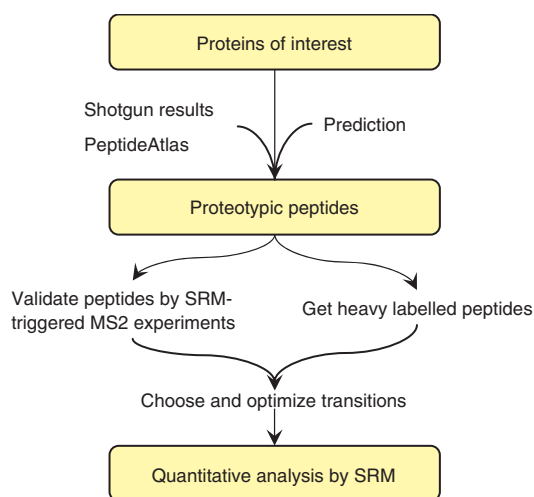 Proteins of interest
Shotgun results
PeptideAtlas
Prediction
Proteotypic peptides
Validate peptides by SRM-
triggered MS2 experiments
Get heavy labelled peptides
Choose and optimize transitions
Quantitative analysis by SRM